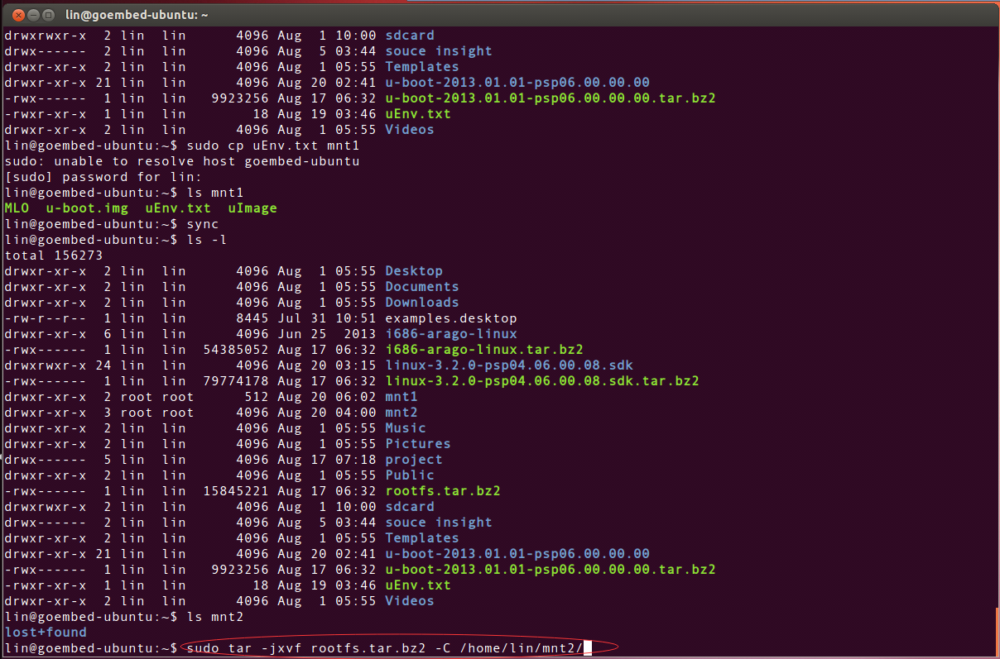 lin@goembed-ubuntu: ~
drwxrwxr-x  2 lin  lin      4096 Aug  1 10:00 sdcard
drwx------  2 lin  lin      4096 Aug  5 03:44 souce insight
drwxr-xr-x  2 lin  lin      4096 Aug  1 05:55 Templates
drwxr-xr-x 21 lin  lin      4096 Aug 20 02:41 u-boot-2013.01.01-psp06.00.00.00
-rwx------  1 lin  lin   9923256 Aug 17 06:32 u-boot-2013.01.01-psp06.00.00.00.tar.bz2
-rwxr-xr-x  1 lin  lin        18 Aug 19 03:46 uEnv.txt
drwxr-xr-x  2 lin  lin      4096 Aug  1 05:55 Videos
lin@goembed-ubuntu:~$ sudo cp uEnv.txt mnt1
sudo: unable to resolve host goembed-ubuntu
[sudo] password for lin:
lin@goembed-ubuntu:~$ ls mnt1
MLO  u-boot.img  uEnv.txt  uImage
lin@goembed-ubuntu:~$ sync
lin@goembed-ubuntu:~$ ls -l
total 156273
drwxr-xr-x  2 lin  lin      4096 Aug  1 05:55 Desktop
drwxr-xr-x  2 lin  lin      4096 Aug  1 05:55 Documents
drwxr-xr-x  2 lin  lin      4096 Aug  1 05:55 Downloads
-rw-r--r--  1 lin  lin      8445 Jul 31 10:51 examples.desktop
drwxr-xr-x  6 lin  lin      4096 Jun 25  2013 i686-arago-linux
-rwx------  1 lin  lin  54385052 Aug 17 06:32 i686-arago-linux.tar.bz2
drwxrwxr-x 24 lin  lin      4096 Aug 20 03:15 linux-3.2.0-psp04.06.00.08.sdk
-rwx------  1 lin  lin  79774178 Aug 17 06:32 linux-3.2.0-psp04.06.00.08.sdk.tar.bz2
drwxr-xr-x  2 root root      512 Aug 20 06:02 mnt1
drwxr-xr-x  3 root root     4096 Aug 20 04:00 mnt2
drwxr-xr-x  2 lin  lin      4096 Aug  1 05:55 Music
drwxr-xr-x  2 lin  lin      4096 Aug  1 05:55 Pictures
drwx------  5 lin  lin      4096 Aug 17 07:18 project
drwxr-xr-x  2 lin  lin      4096 Aug  1 05:55 Public
-rwx------  1 lin  lin  15845221 Aug 17 06:32 rootfs.tar.bz2
drwxrwxr-x  2 lin  lin      4096 Aug  1 10:00 sdcard
drwx------  2 lin  lin      4096 Aug  5 03:44 souce insight
drwxr-xr-x  2 lin  lin      4096 Aug  1 05:55 Templates
drwxr-xr-x 21 lin  lin      4096 Aug 20 02:41 u-boot-2013.01.01-psp06.00.00.00
-rwx------  1 lin  lin   9923256 Aug 17 06:32 u-boot-2013.01.01-psp06.00.00.00.tar.bz2
-rwxr-xr-x  1 lin  lin        18 Aug 19 03:46 uEnv.txt
drwxr-xr-x  2 lin  lin      4096 Aug  1 05:55 Videos
lin@goembed-ubuntu:~$ ls mnt2
lost+found
lin@goembed-ubuntu:~$ sudo tar -jxvf rootfs.tar.bz2 -C /home/lin/mnt2/